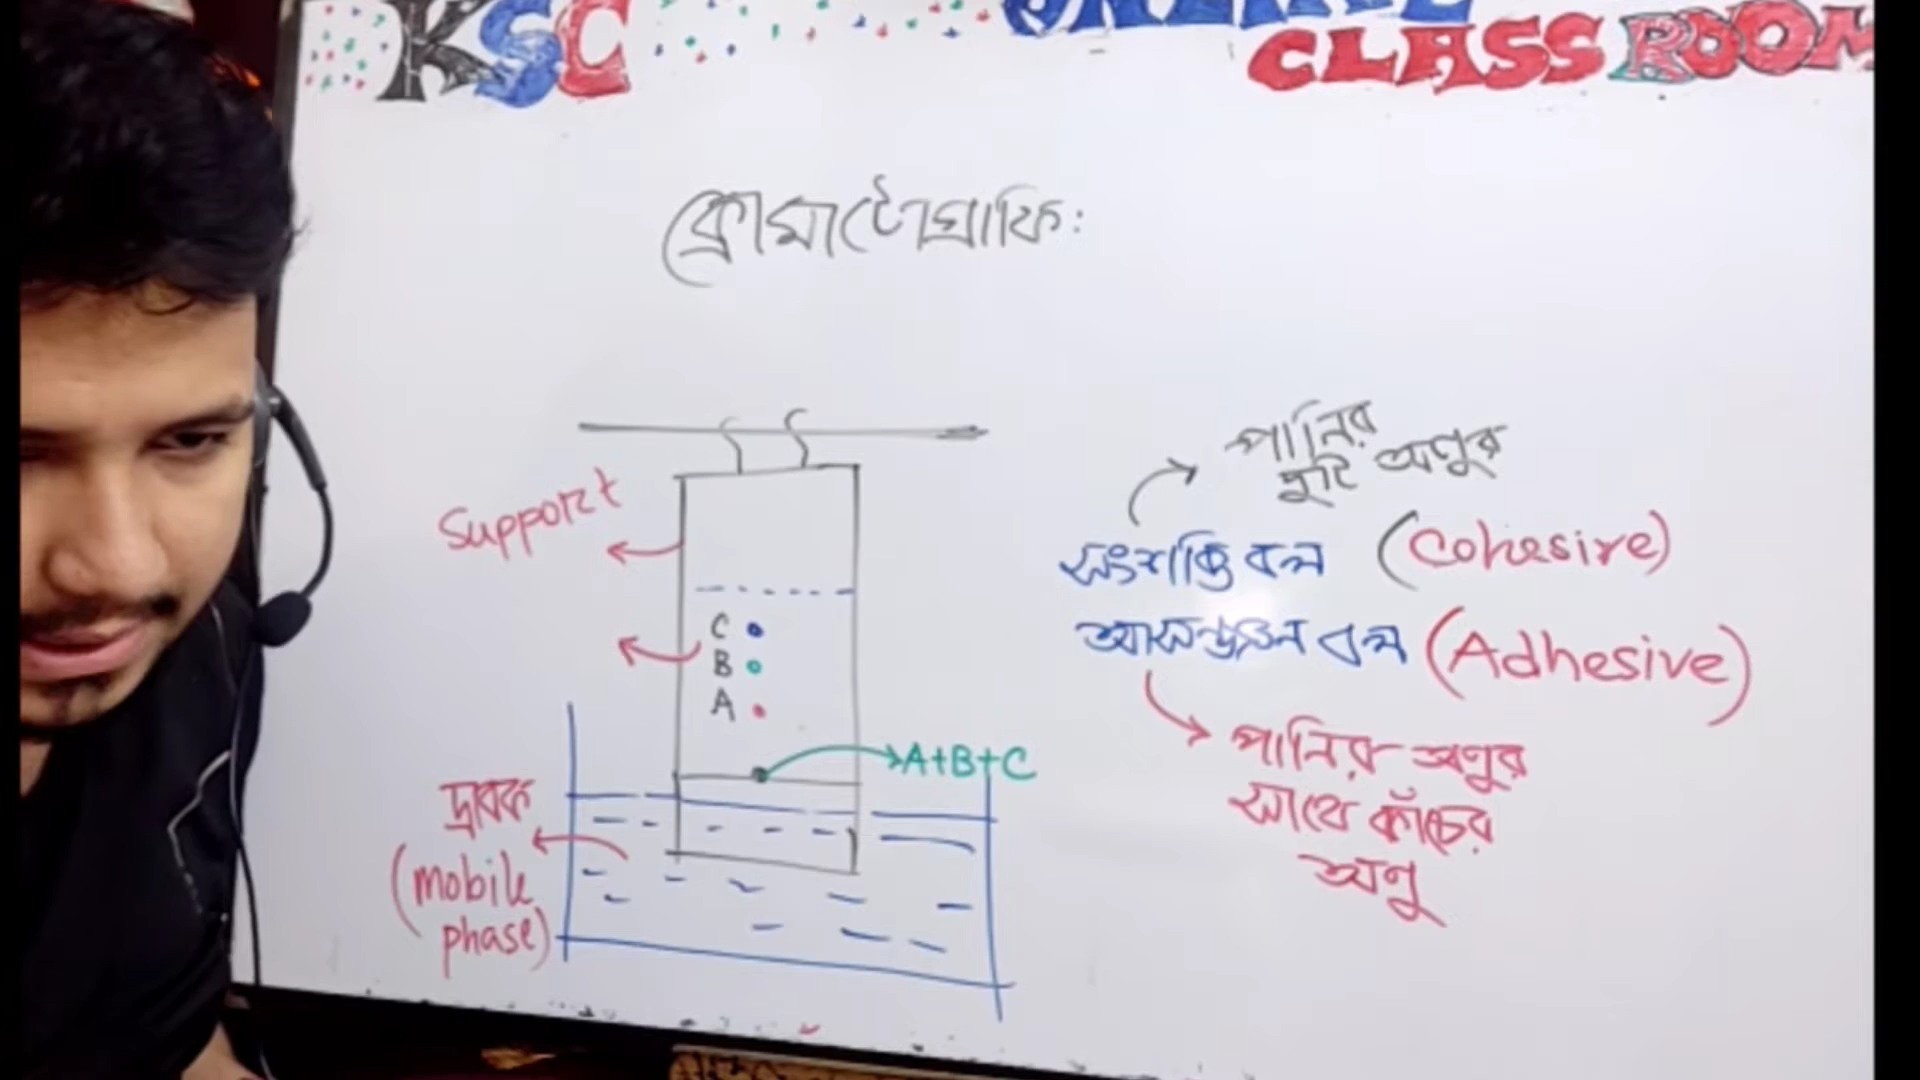 KSC
CLASS ROOM
ক্রোমাটোগ্রাফি:
পানির
দুটি অণুর
Support
সংশক্তি বল (Cohesive)
C
B
আসঞ্জন বল (Adhesive)
A
A+B+C
পানির অণুর
সাথে কাঁচের
অণু
দ্রাবক
(mobile
phase)